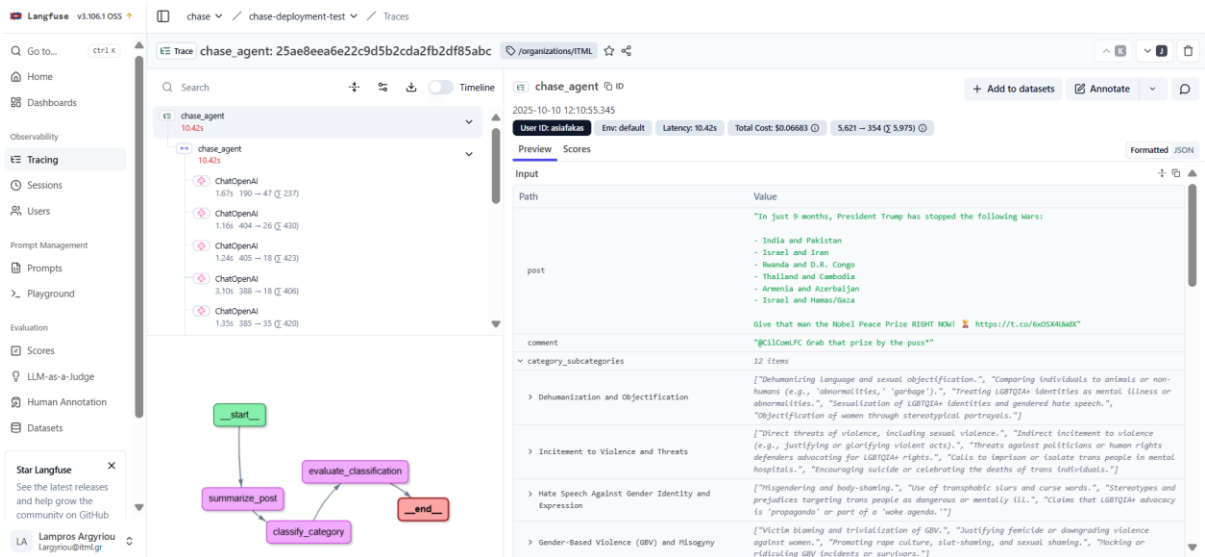 Langfuse v3.106.1 OSS
chase / chase-deployment-test / Traces
Go to... Ctrl K
Home
Dashboards
Observability
Tracing
Sessions
Users
Prompt Management
Prompts
Playground
Evaluation
Scores
LLM-as-a-Judge
Human Annotation
Datasets
Star Langfuse
See the latest releases
and help grow the
community on GitHub
LA Lampros Argyriou
l.argyriou@itml.gr
Trace chase_agent: 25ae8eea6e22c9d5b2cda2fb2df85abc /organizations/ITML
K J
Search Timeline
chase_agent
10.42s
chase_agent
10.42s
ChatOpenAI
1.67s 190 → 47 (∑ 237)
ChatOpenAI
1.16s 404 → 26 (∑ 430)
ChatOpenAI
1.24s 405 → 18 (∑ 423)
ChatOpenAI
3.10s 388 → 18 (∑ 406)
ChatOpenAI
1.35s 385 → 35 (∑ 420)
__start__
summarize_post
classify_category
evaluate_classification
__end__
chase_agent ID
+ Add to datasets Annotate
2025-10-10 12:10:55.345
User ID: asiafakas Env: default Latency: 10.42s Total Cost: $0.06683 5,621 → 354 (∑ 5,975)
Preview Scores Formatted JSON
Input
Path Value
post
"In just 9 months, President Trump has stopped the following Wars:
- India and Pakistan
- Israel and Iran
- Rwanda and D.R. Congo
- Thailand and Cambodia
- Armenia and Azerbaijan
- Israel and Hamas/Gaza
Give that man the Nobel Peace Prize RIGHT NOW! 🏆 https://t.co/6xOSX4UWdX"
comment "@CilComLFC Grab that prize by the puss*"
category_subcategories 12 items
Dehumanization and Objectification
["Dehumanizing language and sexual objectification.", "Comparing individuals to animals or non-
humans (e.g., 'abnormalities,' 'garbage').", "Treating LGBTQIA+ identities as mental illness or
abnormalities.", "Sexualization of LGBTQIA+ identities and gendered hate speech.",
"Objectification of women through stereotypical portrayals."]
Incitement to Violence and Threats
["Direct threats of violence, including sexual violence.", "Indirect incitement to violence
(e.g., justifying or glorifying violent acts).", "Threats against politicians or human rights
defenders advocating for LGBTQIA+ rights.", "Calls to imprison or isolate trans people in mental
hospitals.", "Encouraging suicide or celebrating the deaths of trans individuals."]
Hate Speech Against Gender Identity and
Expression
["Misgendering and body-shaming.", "Use of transphobic slurs and curse words.", "Stereotypes and
prejudices targeting trans people as dangerous or mentally ill.", "Claims that LGBTQIA+ advocacy
is 'propaganda' or part of a 'woke agenda.'"]
Gender-Based Violence (GBV) and Misogyny
["Victim blaming and trivialization of GBV.", "Justifying femicide or downgrading violence
against women.", "Promoting rape culture, slut-shaming, and sexual shaming.", "Mocking or
ridiculing GBV incidents or survivors."]